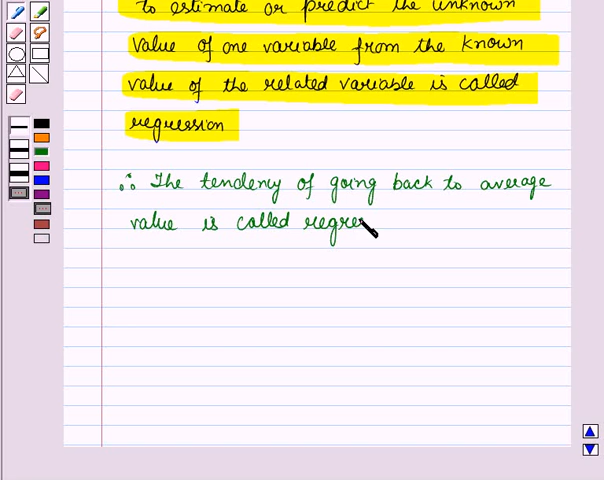 to estimate or predict the unknown
value of one variable from the known
value of the related variable is called
regression
∴ The tendency of going back to average
value is called regre